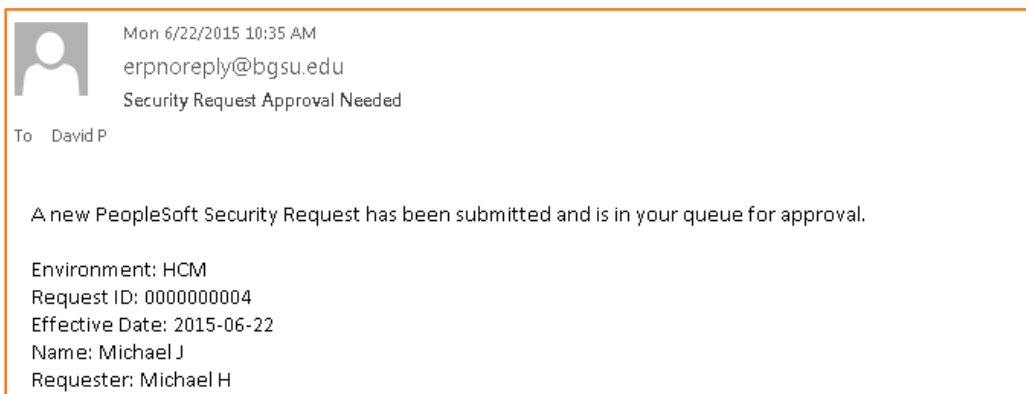 Mon 6/22/2015 10:35 AM
erpnoreply@bgsu.edu
Security Request Approval Needed
To David P
A new PeopleSoft Security Request has been submitted and is in your queue for approval.
Environment: HCM
Request ID: 0000000004
Effective Date: 2015-06-22
Name: Michael J
Requester: Michael H